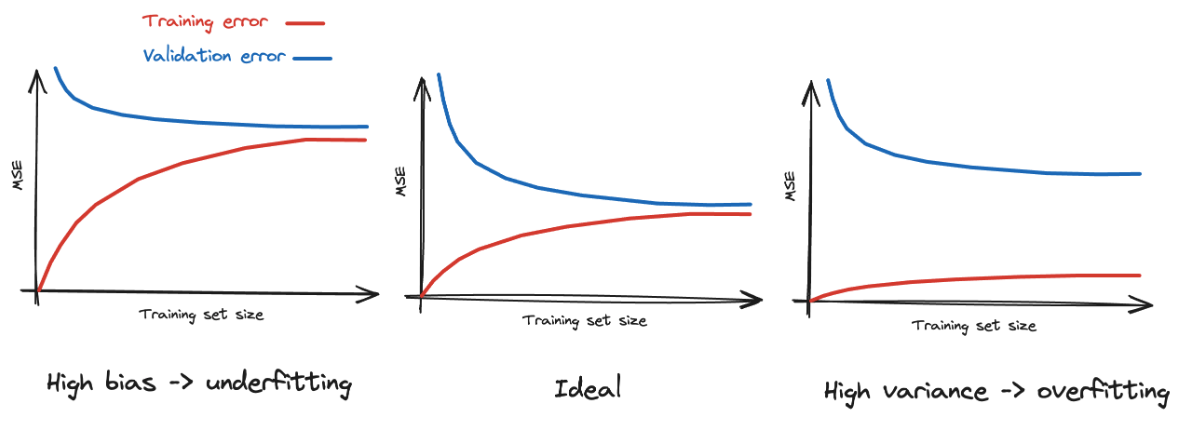 Training error
Validation error
MSE
Training set size
High bias -> underfitting
MSE
Training set size
Ideal
MSE
Training set size
High variance -> overfitting